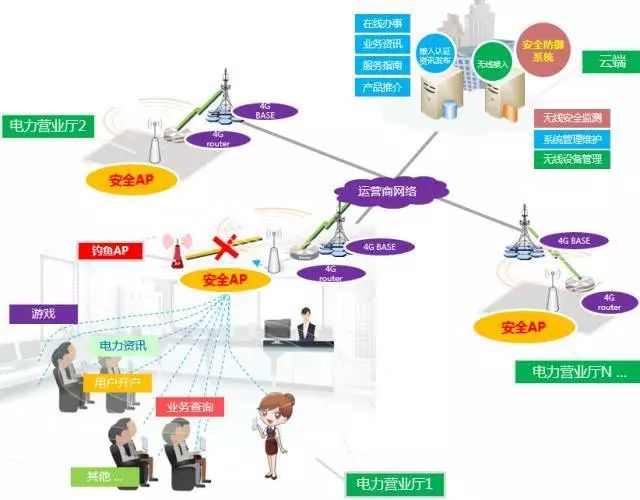 在线办事
业务资讯
服务指南
产品推介
接入认证
资讯发布
无线接入
安全防御
系统
云端
无线安全监测
系统管理维护
无线设备管理
电力营业厅2
4G
BASE
4G
router
安全AP
运营商网络
钓鱼AP
安全AP
4G BASE
4G
router
4G BASE
4G
router
安全AP
电力营业厅N ...
游戏
电力资讯
用户开户
业务查询
其他 ...
电力营业厅1